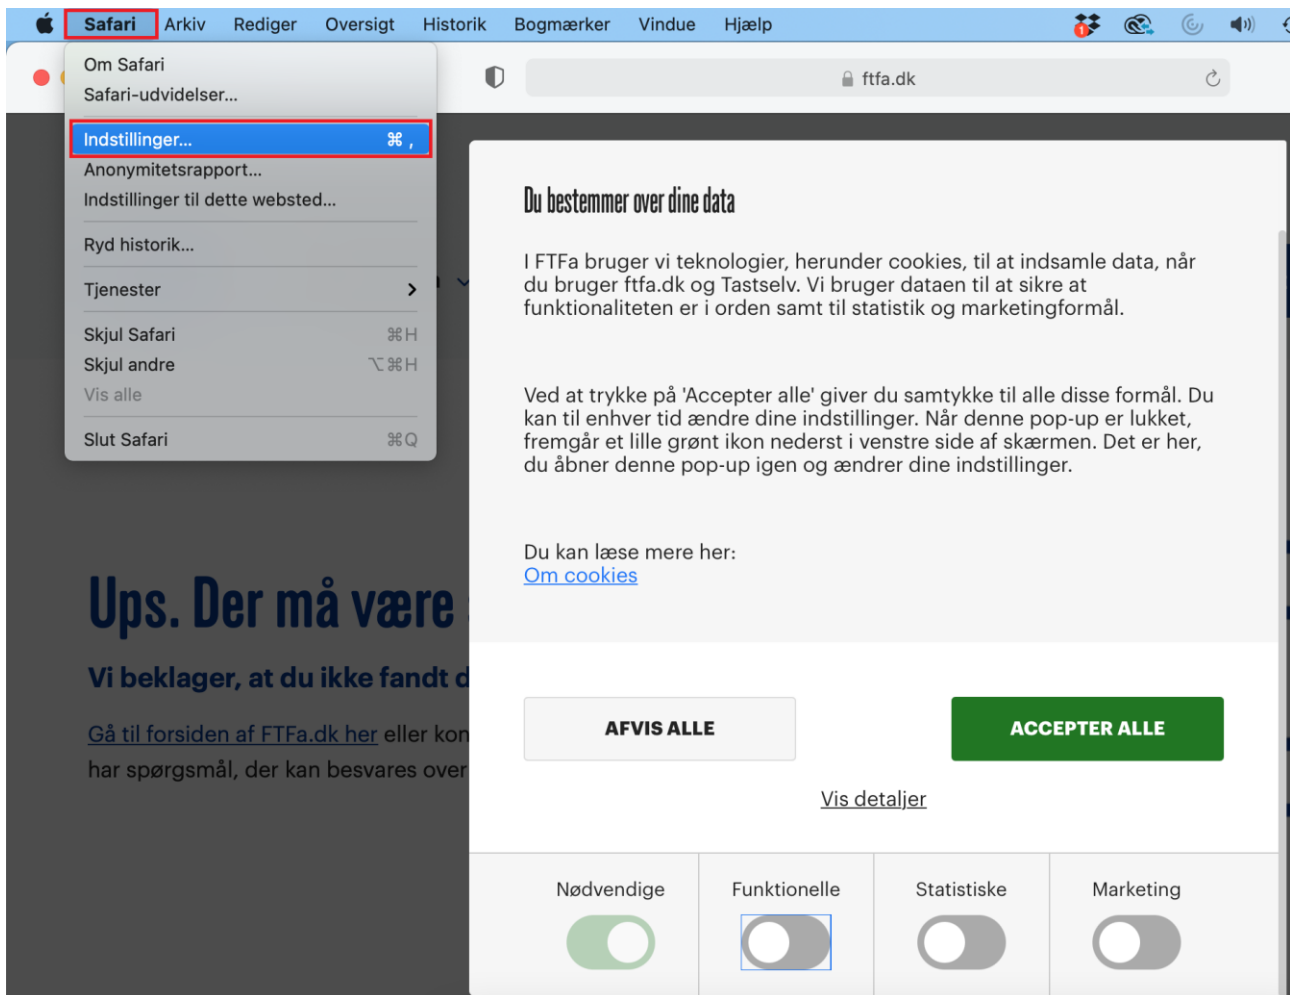 Safari Arkiv Rediger Oversigt Historik Bogmærker Vindue Hjælp
1
Om Safari
Safari-udvidelser...
Indstillinger... ⌘ ,
Anonymitetsrapport...
Indstillinger til dette websted...
Ryd historik...
Tjenester
Skjul Safari ⌘H
Skjul andre ⌥⌘H
Vis alle
Slut Safari ⌘Q
ftfa.dk
Du bestemmer over dine data
I FTFa bruger vi teknologier, herunder cookies, til at indsamle data, når
du bruger ftfa.dk og Tastselv. Vi bruger dataen til at sikre at
funktionaliteten er i orden samt til statistik og marketingformål.
Ved at trykke på 'Accepter alle' giver du samtykke til alle disse formål. Du
kan til enhver tid ændre dine indstillinger. Når denne pop-up er lukket,
fremgår et lille grønt ikon nederst i venstre side af skærmen. Det er her,
du åbner denne pop-up igen og ændrer dine indstillinger.
Du kan læse mere her:
Om cookies
AFVIS ALLE
ACCEPTER ALLE
Vis detaljer
Nødvendige Funktionelle Statistiske Marketing
Ups. Der må være
Vi beklager, at du ikke fandt d
Gå til forsiden af FTFa.dk her eller kon
har spørgsmål, der kan besvares over